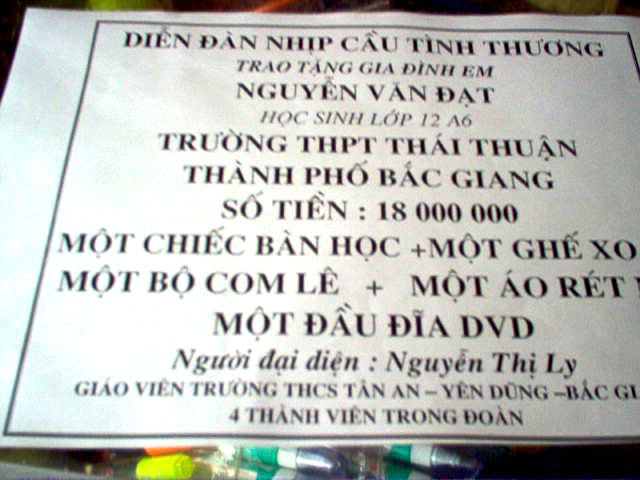 DIỄN ĐÀN NHỊP CẦU TÌNH THƯƠNG
TRAO TẶNG GIA ĐÌNH EM
NGUYỄN VĂN ĐẠT
HỌC SINH LỚP 12 A6
TRƯỜNG THPT THÁI THUẬN
THÀNH PHỐ BẮC GIANG
SỐ TIỀN : 18 000 000
MỘT CHIẾC BÀN HỌC +MỘT GHẾ XO
MỘT BỘ COM LÊ + MỘT ÁO RÉT
MỘT ĐẦU ĐĨA DVD
Người đại diện : Nguyễn Thị Ly
GIÁO VIÊN TRƯỜNG THCS TÂN AN – YÊN DŨNG –BẮC GI
4 THÀNH VIÊN TRONG ĐOÀN